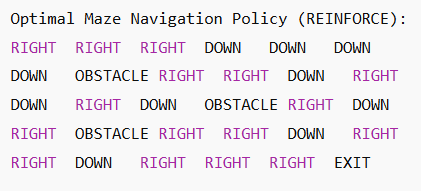 Optimal Maze Navigation Policy (REINFORCE):
RIGHT RIGHT RIGHT DOWN DOWN DOWN
DOWN OBSTACLE RIGHT RIGHT DOWN RIGHT
DOWN RIGHT DOWN OBSTACLE RIGHT DOWN
RIGHT OBSTACLE RIGHT RIGHT DOWN RIGHT
RIGHT DOWN RIGHT RIGHT RIGHT EXIT